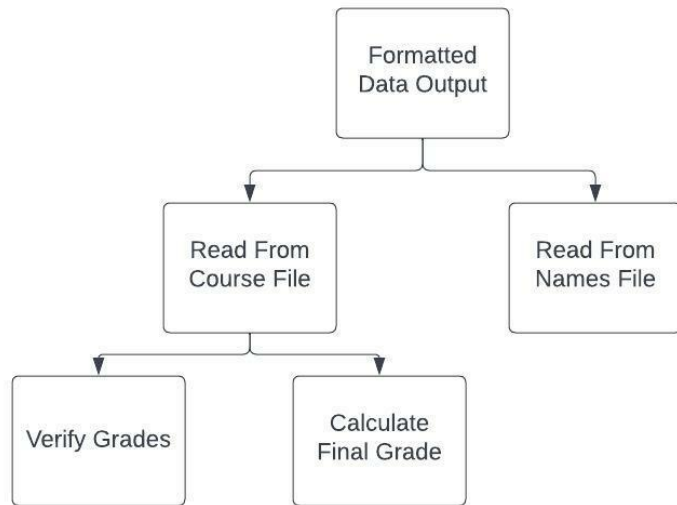 Formatted
Data Output
Read From
Course File
Read From
Names File
Verify Grades
Calculate
Final Grade